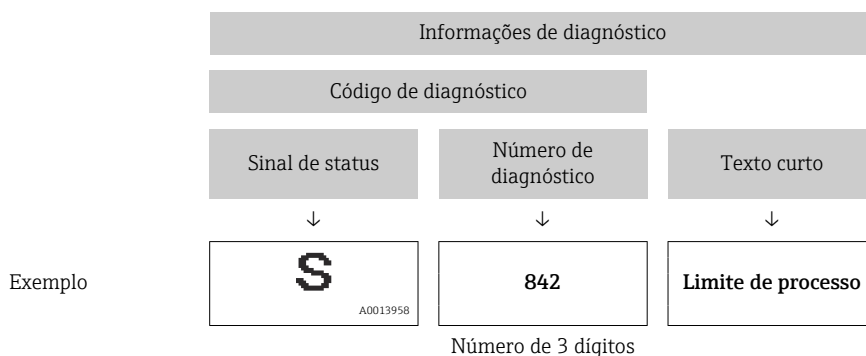 Informações de diagnóstico
Código de diagnóstico
Sinal de status
Número de
diagnóstico
Texto curto
↓ ↓ ↓
Exemplo
S
A0013958
842
Limite de processo
Número de 3 dígitos